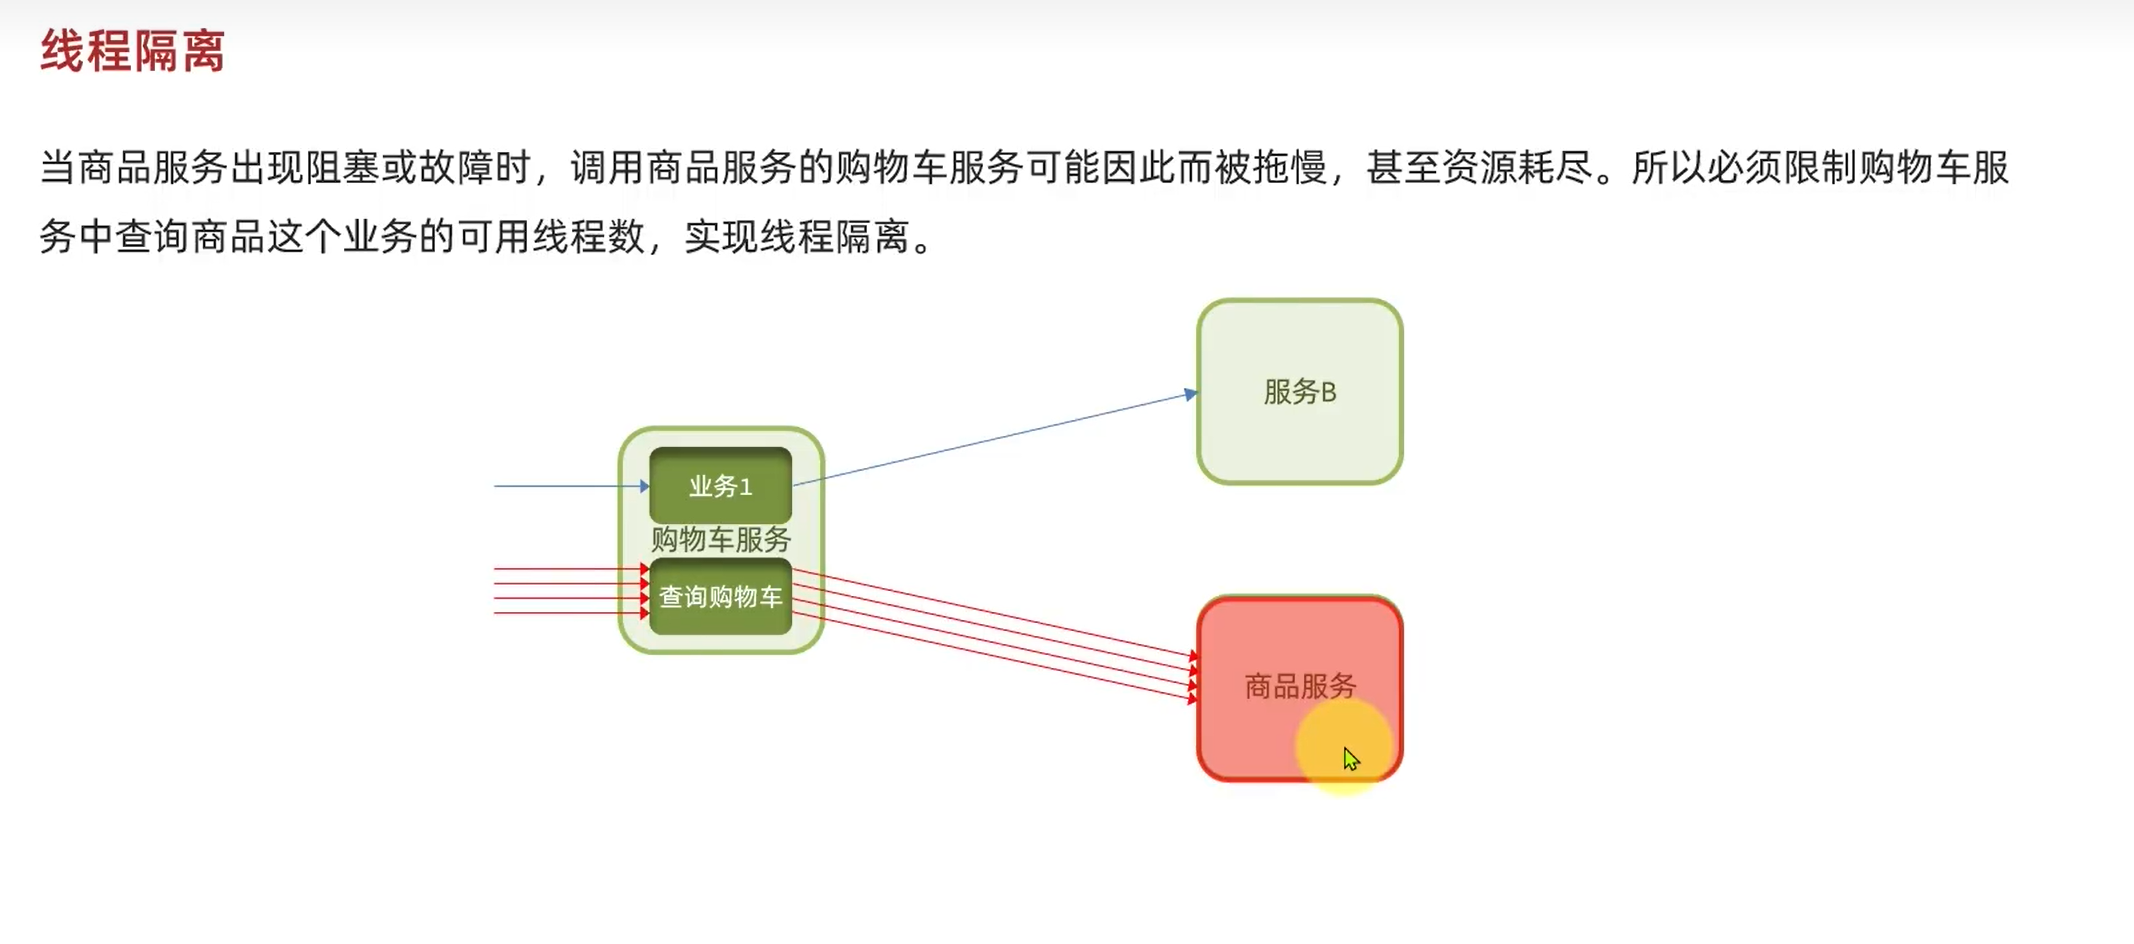 线程隔离
当商品服务出现阻塞或故障时，调用商品服务的购物车服务可能因此而被拖慢，甚至资源耗尽。所以必须限制购物车服
务中查询商品这个业务的可用线程数，实现线程隔离。
服务B
业务1
购物车服务
查询购物车
商品服务